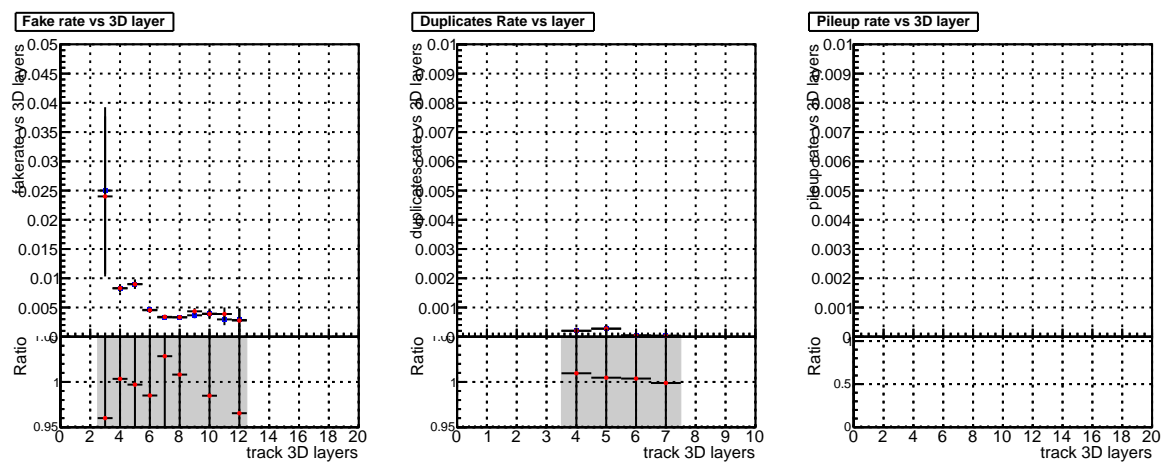 Fake rate vs 3D layer
fakerate vs 3D layers
0.05
0.045
0.04
0.035
0.03
0.025
0.02
0.015
0.01
0.005
0
Ratio
1
0.95
0 2 4 6 8 10 12 14 16 18 20
track 3D layers
Duplicates Rate vs layer
duplicates rate vs 3D layers
0.01
0.009
0.008
0.007
0.006
0.005
0.004
0.003
0.002
0.001
0
Ratio
1
0.95
0 1 2 3 4 5 6 7 8 9 10
track 3D layers
Pileup rate vs 3D layer
pileup rate vs 3D layers
0.01
0.009
0.008
0.007
0.006
0.005
0.004
0.003
0.002
0.001
0
Ratio
1
0.5
0
0 2 4 6 8 10 12 14 16 18 20
track 3D layers